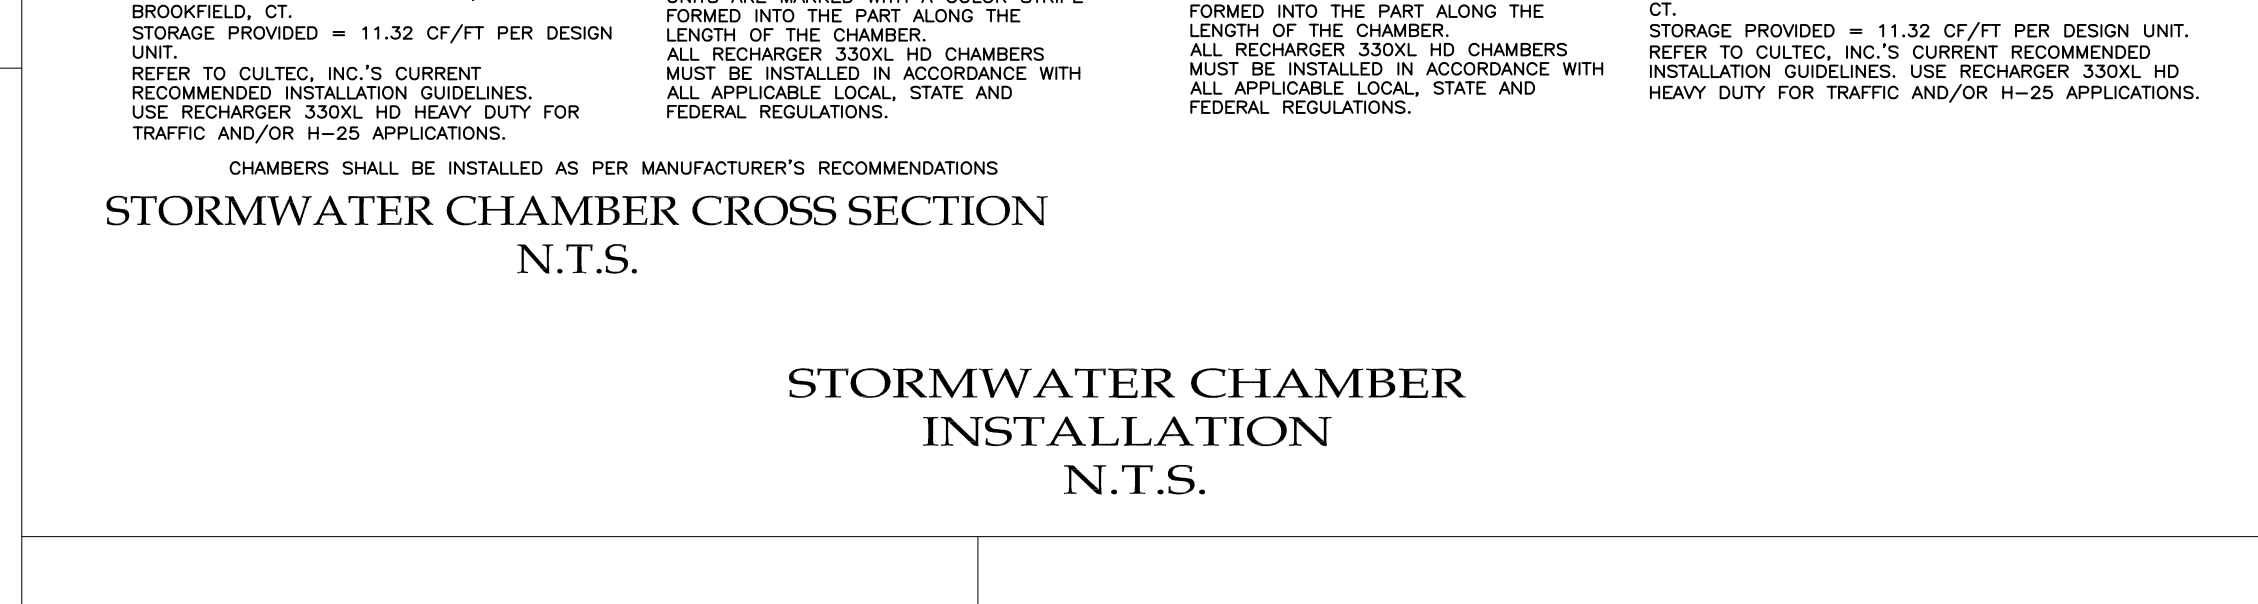 BROOKFIELD, CT.
STORAGE PROVIDED = 11.32 CF/FT PER DESIGN
UNIT.
REFER TO CULTEC, INC.'S CURRENT
RECOMMENDED INSTALLATION GUIDELINES.
USE RECHARGER 330XL HD HEAVY DUTY FOR
TRAFFIC AND/OR H-25 APPLICATIONS.
UNITS ARE MARKED WITH A COLOR STRIPE
FORMED INTO THE PART ALONG THE
LENGTH OF THE CHAMBER.
ALL RECHARGER 330XL HD CHAMBERS
MUST BE INSTALLED IN ACCORDANCE WITH
ALL APPLICABLE LOCAL, STATE AND
FEDERAL REGULATIONS.
CHAMBERS SHALL BE INSTALLED AS PER MANUFACTURER'S RECOMMENDATIONS
STORMWATER CHAMBER CROSS SECTION
N.T.S.
FORMED INTO THE PART ALONG THE
LENGTH OF THE CHAMBER.
ALL RECHARGER 330XL HD CHAMBERS
MUST BE INSTALLED IN ACCORDANCE WITH
ALL APPLICABLE LOCAL, STATE AND
FEDERAL REGULATIONS.
CT.
STORAGE PROVIDED = 11.32 CF/FT PER DESIGN UNIT.
REFER TO CULTEC, INC.'S CURRENT RECOMMENDED
INSTALLATION GUIDELINES. USE RECHARGER 330XL HD
HEAVY DUTY FOR TRAFFIC AND/OR H-25 APPLICATIONS.
STORMWATER CHAMBER
INSTALLATION
N.T.S.